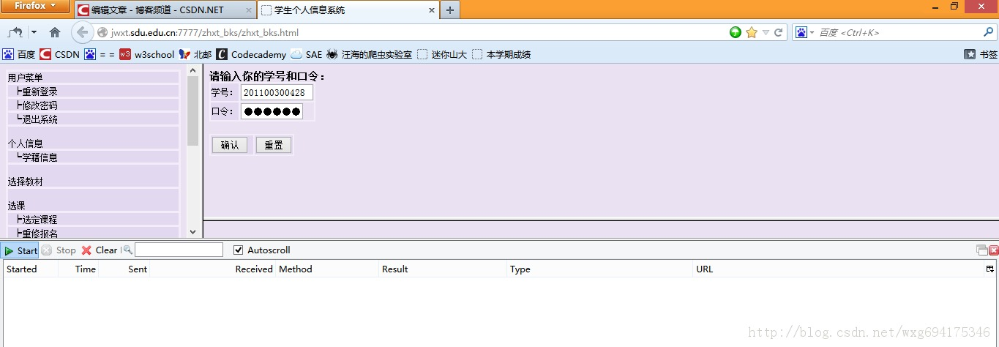 Firefox
编辑文章 - 博客频道 - CSDN.NET
学生个人信息系统
jwxt.sdu.edu.cn:7777/zhxt_bks/zhxt_bks.html
百度 <Ctrl+K>
百度 CSDN = = w3school 北邮 Codecademy SAE 汪海的爬虫实验室 迷你山大 本学期成绩 书签
用户菜单
┝重新登录
┝修改密码
┕退出系统
个人信息
┕学籍信息
选择教材
选课
┝选定课程
┝重修报名
请输入你的学号和口令：
学号： 201100300428
口令： ●●●●●●
确认 重置
Start Stop Clear Autoscroll
Started Time Sent Received Method Result Type URL
http://blog.csdn.net/wxg694175346